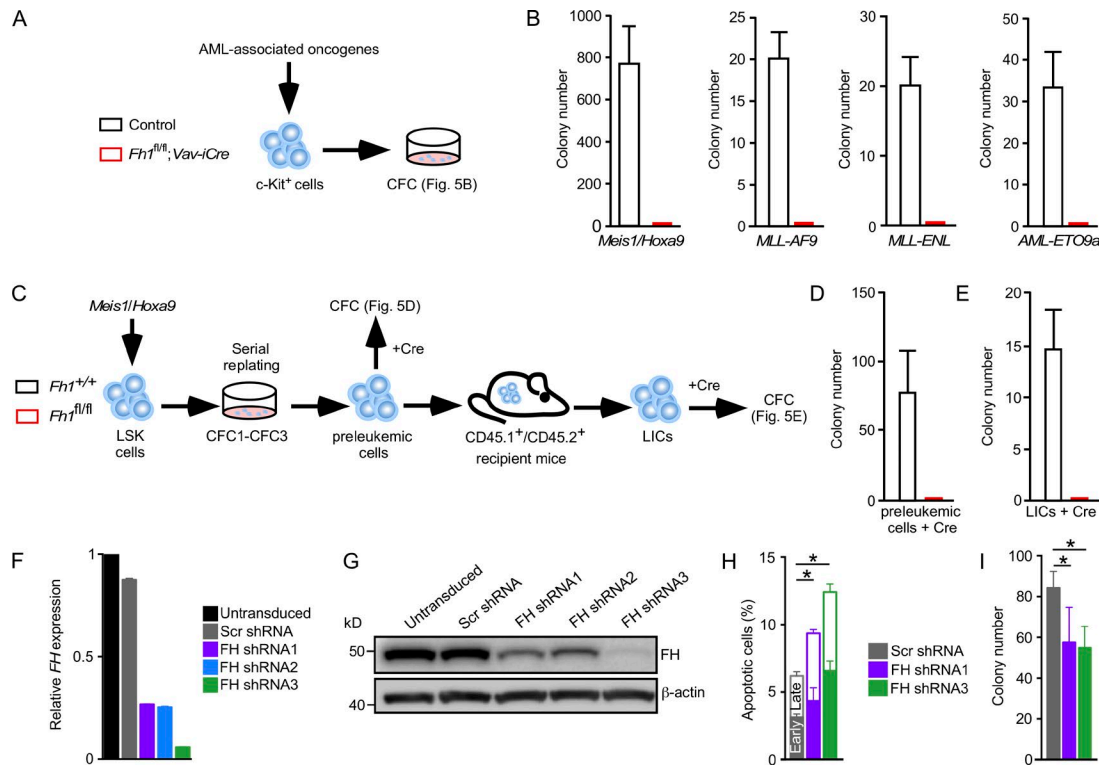 A
AML-associated oncogenes
Control
Fh1fl/fl;Vav-iCre
c-Kit+ cells
CFC (Fig. 5B)
B
Colony number
1000
800
600
400
200
0
Meis1/Hoxa9
Colony number
25
20
15
10
5
0
MLL-AF9
Colony number
30
20
10
0
MLL-ENL
Colony number
50
40
30
20
10
0
AML-ETO9a
C
Meis1/Hoxa9
Fh1+/+
Fh1fl/fl
LSK
cells
Serial
replating
CFC1-CFC3
CFC (Fig. 5D)
+Cre
preleukemic
cells
CD45.1+/CD45.2+
recipient mice
LICs
+Cre
CFC
(Fig. 5E)
D
Colony number
150
100
50
0
preleukemic
cells + Cre
E
Colony number
20
15
10
5
0
LICs + Cre
F
Relative FH expression
1
0
Untransduced
Scr shRNA
FH shRNA1
FH shRNA2
FH shRNA3
G
Untransduced
Scr shRNA
FH shRNA1
FH shRNA2
FH shRNA3
kD
50
40
FH
β-actin
H
Apoptotic cells (%)
15
10
5
0
*
*
Early
Late
Scr shRNA
FH shRNA1
FH shRNA3
I
Colony number
100
80
60
40
20
0
*
*